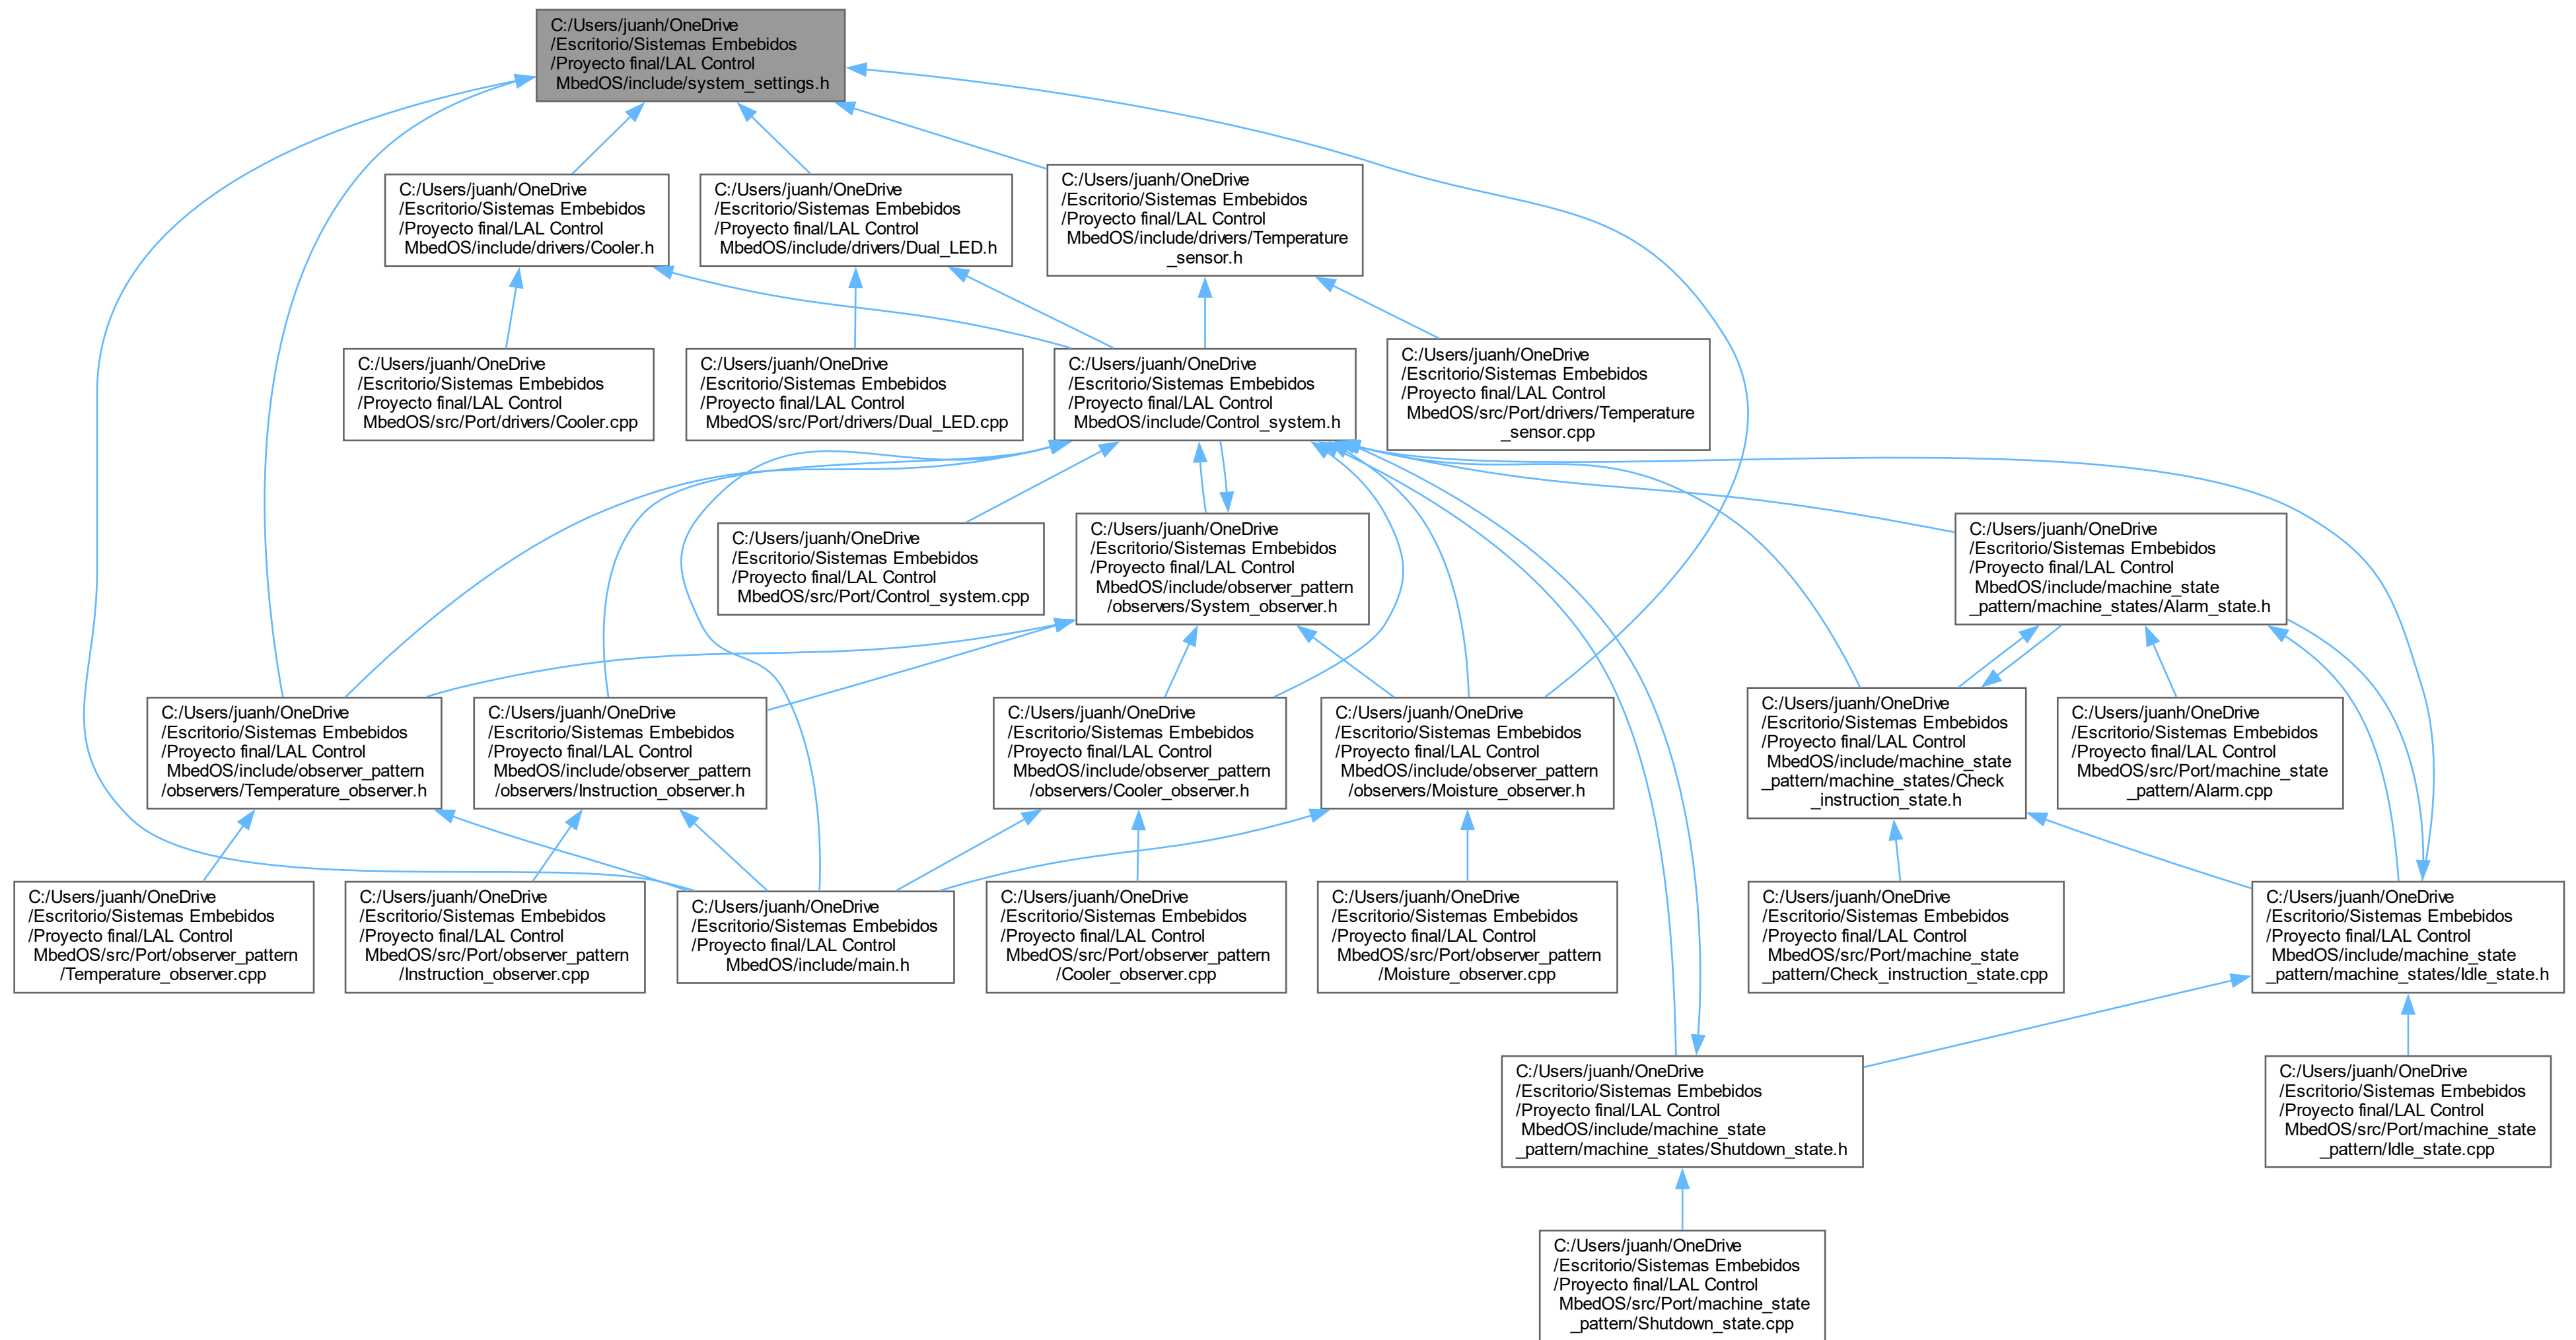 C:/Users/juanh/OneDrive
/Escritorio/Sistemas Embebidos
/Proyecto final/LAL Control
MbedOS/include/system_settings.h
C:/Users/juanh/OneDrive
/Escritorio/Sistemas Embebidos
/Proyecto final/LAL Control
MbedOS/include/drivers/Cooler.h
C:/Users/juanh/OneDrive
/Escritorio/Sistemas Embebidos
/Proyecto final/LAL Control
MbedOS/include/drivers/Dual_LED.h
C:/Users/juanh/OneDrive
/Escritorio/Sistemas Embebidos
/Proyecto final/LAL Control
MbedOS/include/drivers/Temperature
_sensor.h
C:/Users/juanh/OneDrive
/Escritorio/Sistemas Embebidos
/Proyecto final/LAL Control
MbedOS/src/Port/drivers/Cooler.cpp
C:/Users/juanh/OneDrive
/Escritorio/Sistemas Embebidos
/Proyecto final/LAL Control
MbedOS/src/Port/drivers/Dual_LED.cpp
C:/Users/juanh/OneDrive
/Escritorio/Sistemas Embebidos
/Proyecto final/LAL Control
MbedOS/include/Control_system.h
C:/Users/juanh/OneDrive
/Escritorio/Sistemas Embebidos
/Proyecto final/LAL Control
MbedOS/src/Port/drivers/Temperature
_sensor.cpp
C:/Users/juanh/OneDrive
/Escritorio/Sistemas Embebidos
/Proyecto final/LAL Control
MbedOS/src/Port/Control_system.cpp
C:/Users/juanh/OneDrive
/Escritorio/Sistemas Embebidos
/Proyecto final/LAL Control
MbedOS/include/observer_pattern
/observers/System_observer.h
C:/Users/juanh/OneDrive
/Escritorio/Sistemas Embebidos
/Proyecto final/LAL Control
MbedOS/include/machine_state
_pattern/machine_states/Alarm_state.h
C:/Users/juanh/OneDrive
/Escritorio/Sistemas Embebidos
/Proyecto final/LAL Control
MbedOS/include/observer_pattern
/observers/Temperature_observer.h
C:/Users/juanh/OneDrive
/Escritorio/Sistemas Embebidos
/Proyecto final/LAL Control
MbedOS/include/observer_pattern
/observers/Instruction_observer.h
C:/Users/juanh/OneDrive
/Escritorio/Sistemas Embebidos
/Proyecto final/LAL Control
MbedOS/include/observer_pattern
/observers/Cooler_observer.h
C:/Users/juanh/OneDrive
/Escritorio/Sistemas Embebidos
/Proyecto final/LAL Control
MbedOS/include/observer_pattern
/observers/Moisture_observer.h
C:/Users/juanh/OneDrive
/Escritorio/Sistemas Embebidos
/Proyecto final/LAL Control
MbedOS/include/machine_state
_pattern/machine_states/Check
_instruction_state.h
C:/Users/juanh/OneDrive
/Escritorio/Sistemas Embebidos
/Proyecto final/LAL Control
MbedOS/src/Port/machine_state
_pattern/Alarm.cpp
C:/Users/juanh/OneDrive
/Escritorio/Sistemas Embebidos
/Proyecto final/LAL Control
MbedOS/src/Port/observer_pattern
/Temperature_observer.cpp
C:/Users/juanh/OneDrive
/Escritorio/Sistemas Embebidos
/Proyecto final/LAL Control
MbedOS/src/Port/observer_pattern
/Instruction_observer.cpp
C:/Users/juanh/OneDrive
/Escritorio/Sistemas Embebidos
/Proyecto final/LAL Control
MbedOS/include/main.h
C:/Users/juanh/OneDrive
/Escritorio/Sistemas Embebidos
/Proyecto final/LAL Control
MbedOS/src/Port/observer_pattern
/Cooler_observer.cpp
C:/Users/juanh/OneDrive
/Escritorio/Sistemas Embebidos
/Proyecto final/LAL Control
MbedOS/src/Port/observer_pattern
/Moisture_observer.cpp
C:/Users/juanh/OneDrive
/Escritorio/Sistemas Embebidos
/Proyecto final/LAL Control
MbedOS/src/Port/machine_state
_pattern/Check_instruction_state.cpp
C:/Users/juanh/OneDrive
/Escritorio/Sistemas Embebidos
/Proyecto final/LAL Control
MbedOS/include/machine_state
_pattern/machine_states/Idle_state.h
C:/Users/juanh/OneDrive
/Escritorio/Sistemas Embebidos
/Proyecto final/LAL Control
MbedOS/include/machine_state
_pattern/machine_states/Shutdown_state.h
C:/Users/juanh/OneDrive
/Escritorio/Sistemas Embebidos
/Proyecto final/LAL Control
MbedOS/src/Port/machine_state
_pattern/Idle_state.cpp
C:/Users/juanh/OneDrive
/Escritorio/Sistemas Embebidos
/Proyecto final/LAL Control
MbedOS/src/Port/machine_state
_pattern/Shutdown_state.cpp